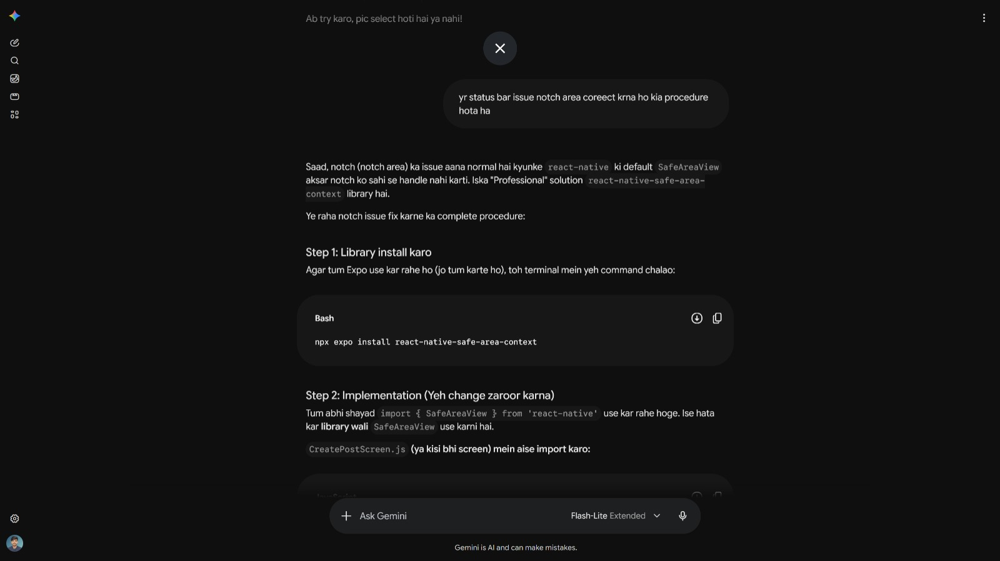 Ab try karo, pic select hoti hai ya nahi!
yr status bar issue notch area coreect krna ho kia procedure
hota ha
Saad, notch (notch area) ka issue aana normal hai kyunke react-native ki default SafeAreaView
aksar notch ko sahi se handle nahi karti. Iska "Professional" solution react-native-safe-area-
context library hai.
Ye raha notch issue fix karne ka complete procedure:
Step 1: Library install karo
Agar tum Expo use kar rahe ho (jo tum karte ho), toh terminal mein yeh command chalao:
Bash
npx expo install react-native-safe-area-context
Step 2: Implementation (Yeh change zaroor karna)
Tum abhi shayad import { SafeAreaView } from 'react-native' use kar rahe hoge. Ise hata
kar library wali SafeAreaView use karni hai.
CreatePostScreen.js (ya kisi bhi screen) mein aise import karo:
Ask Gemini
Flash-Lite Extended
Gemini is AI and can make mistakes.